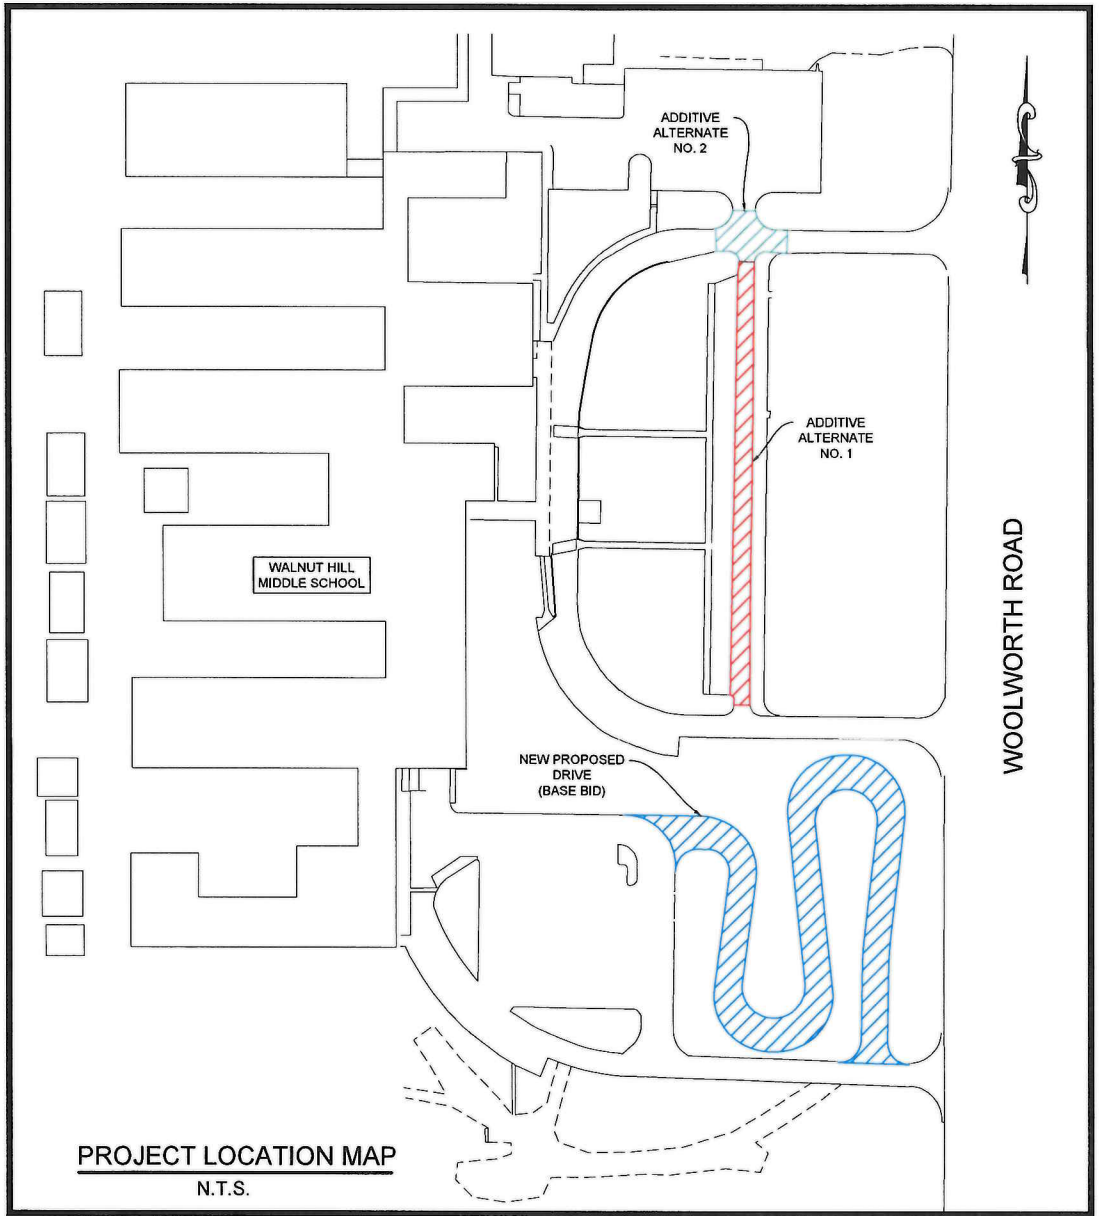 ADDITIVE
ALTERNATE
NO. 2
ADDITIVE
ALTERNATE
NO. 1
WALNUT HILL
MIDDLE SCHOOL
WOOLWORTH ROAD
NEW PROPOSED
DRIVE
(BASE BID)
PROJECT LOCATION MAP
N.T.S.